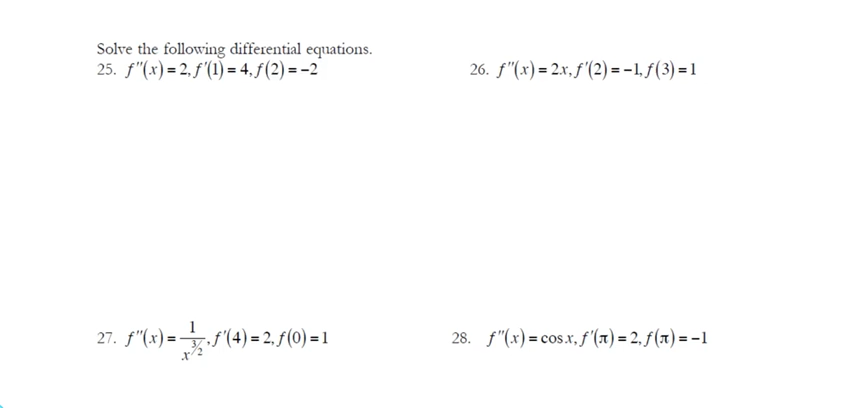 Solve the following differential equations.
25. f"(x) = 2, f'(1) = 4, f(2) = −2
26. f"(x) = 2x, f'(2) = −1, f(3) = 1
27. f"(x) = 1/x^(3/2), f'(4) = 2, f(0) = 1
28. f"(x) = cos x, f'(π) = 2, f(π) = −1